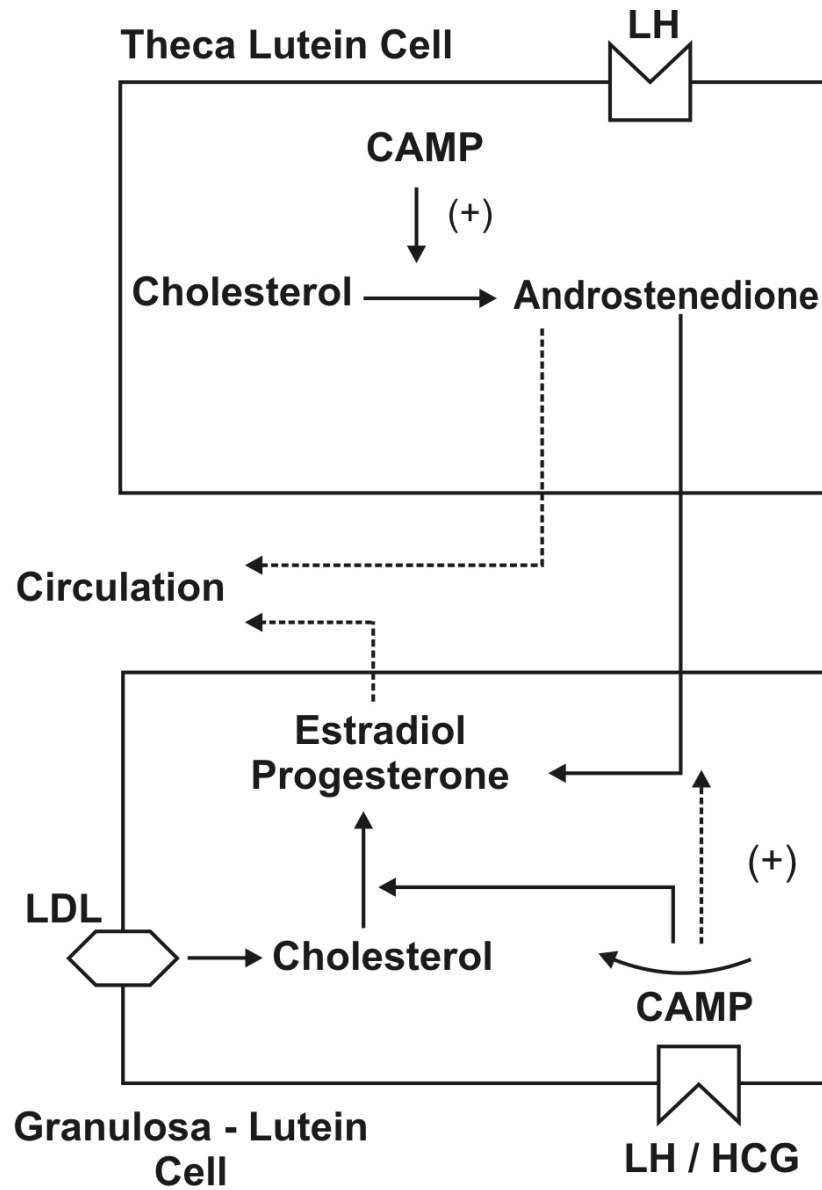 LH
Theca Lutein Cell
CAMP
(+)
Cholesterol
Androstenedione
Circulation
Estradiol
Progesterone
(+)
LDL
Cholesterol
CAMP
Granulosa - Lutein
Cell
LH / HCG